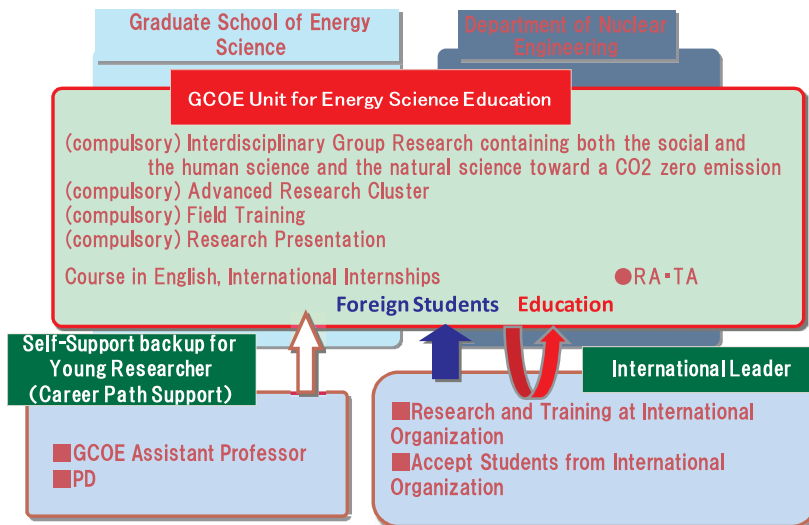 Graduate School of Energy
Science
Department of Nuclear
Engineering
GCOE Unit for Energy Science Education
(compulsory) Interdisciplinary Group Research containing both the social and
the human science and the natural science toward a CO2 zero emission
(compulsory) Advanced Research Cluster
(compulsory) Field Training
(compulsory) Research Presentation
Course in English, International Internships
●RA・TA
Foreign Students
Education
Self-Support backup for
Young Researcher
(Career Path Support)
International Leader
■GCOE Assistant Professor
■PD
■Research and Training at International
Organization
■Accept Students from International
Organization